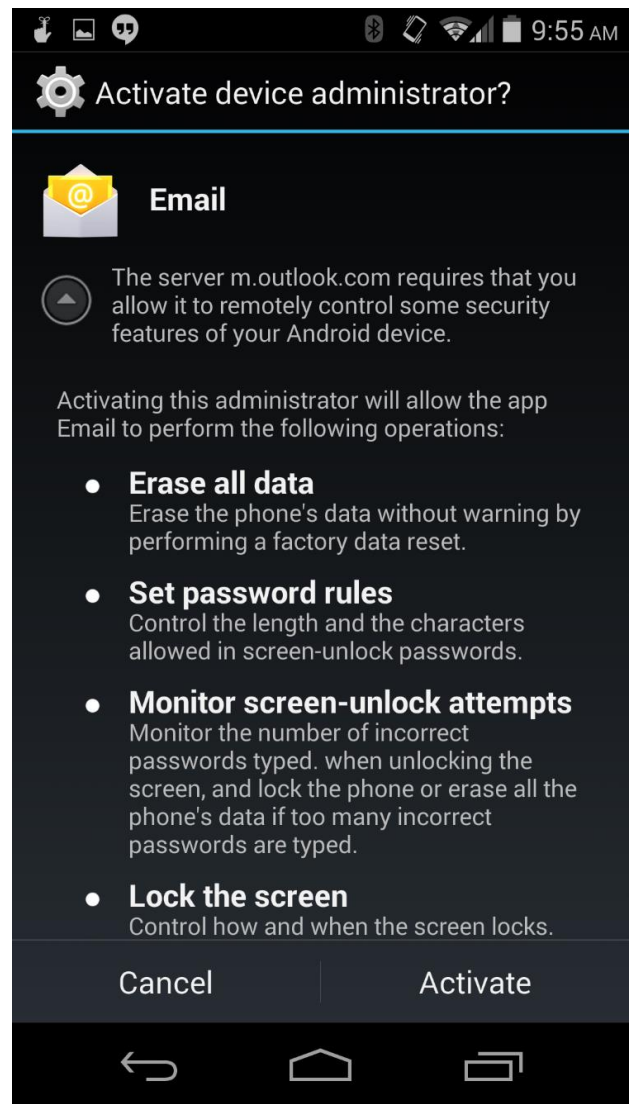 9:55 AM
Activate device administrator?
@
Email
The server m.outlook.com requires that you
allow it to remotely control some security
features of your Android device.
Activating this administrator will allow the app
Email to perform the following operations:
● Erase all data
Erase the phone's data without warning by
performing a factory data reset.
● Set password rules
Control the length and the characters
allowed in screen-unlock passwords.
● Monitor screen-unlock attempts
Monitor the number of incorrect
passwords typed. when unlocking the
screen, and lock the phone or erase all the
phone's data if too many incorrect
passwords are typed.
● Lock the screen
Control how and when the screen locks.
Cancel Activate